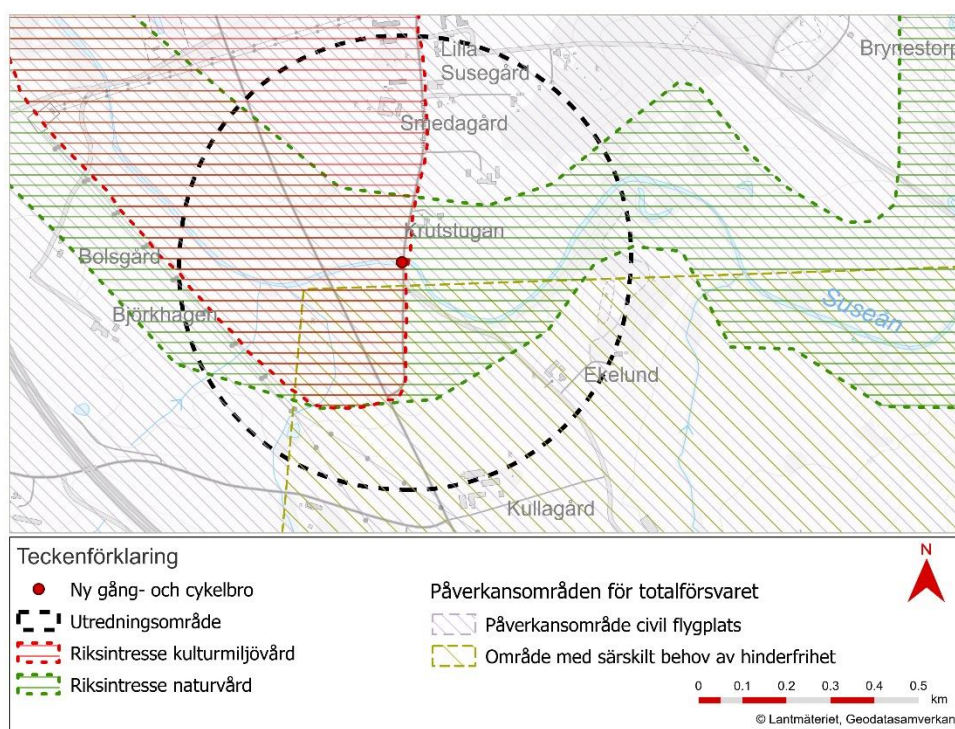 Lilla
Susegård
Brynestorp
Smedagård
Krutstugan
Bolsgård
Björkhagen
Suseån
Ekelund
Kullagård
Teckenförklaring
Ny gång- och cykelbro
Utredningsområde
Riksintresse kulturmiljövård
Riksintresse naturvård
Påverkansområden för totalförsvaret
Påverkansområde civil flygplats
Område med särskilt behov av hinderfrihet
N
0 0.1 0.2 0.3 0.4 0.5
km
© Lantmäteriet, Geodatasamverkan